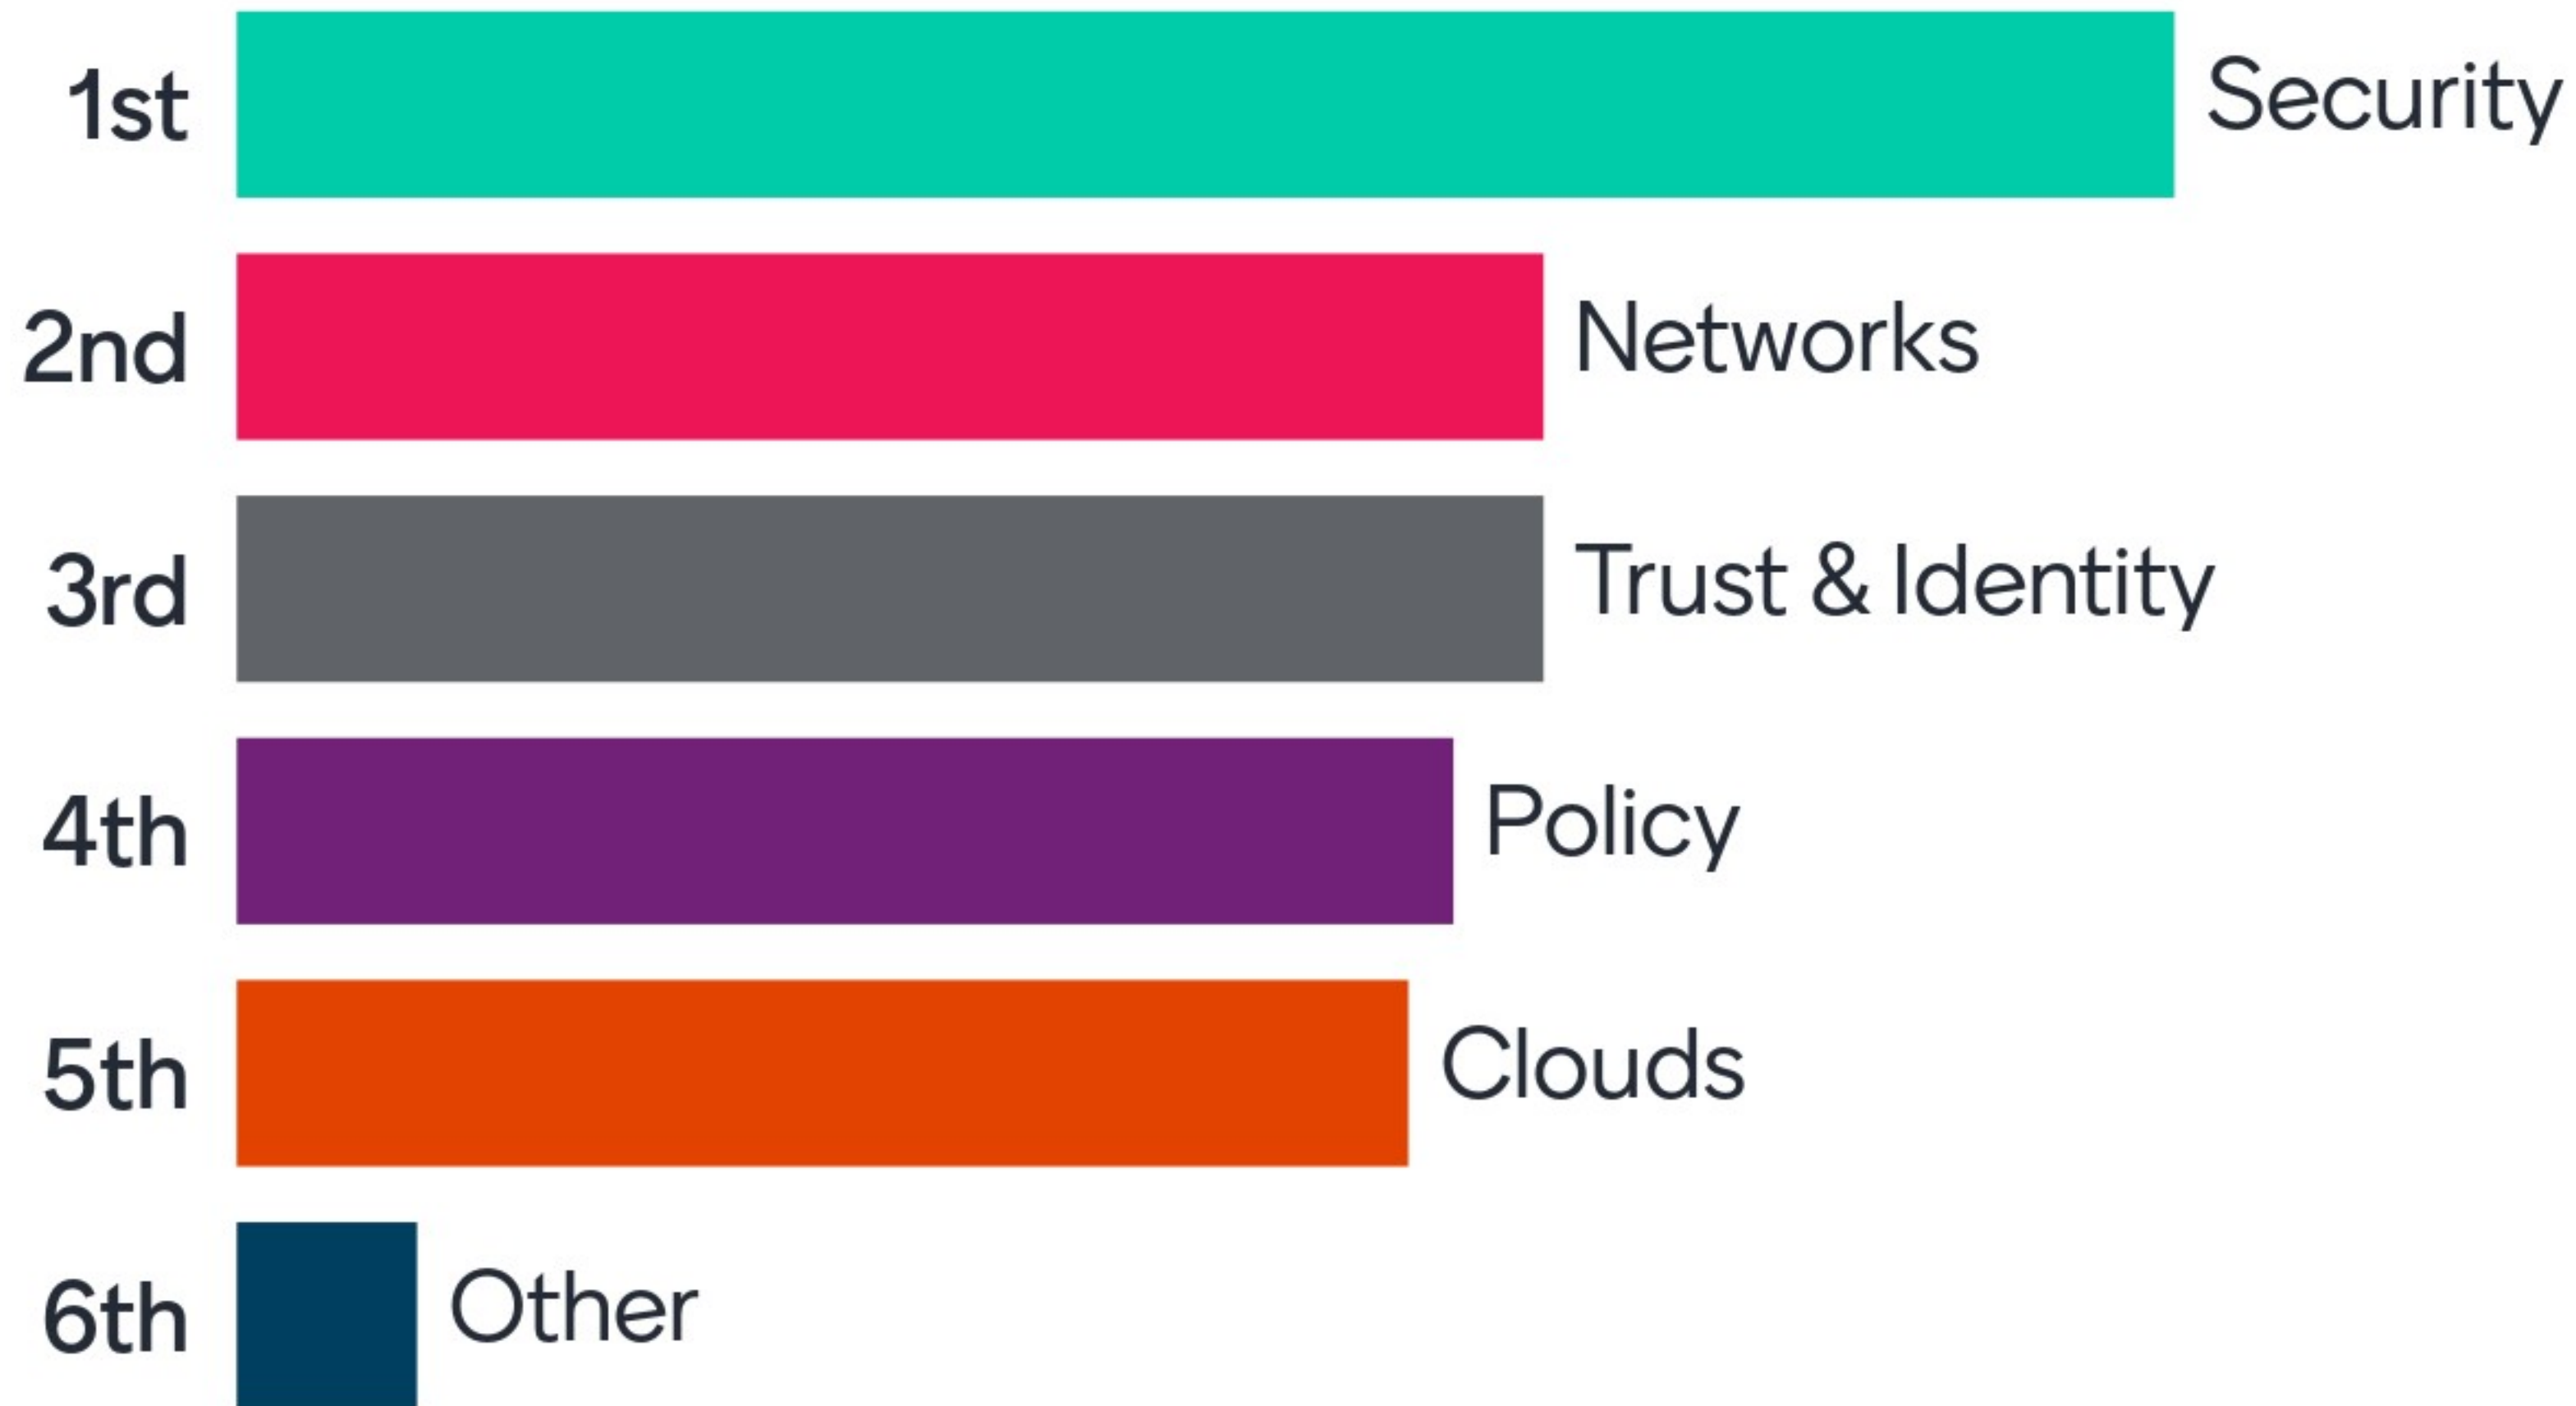 1st Security
2nd Networks
3rd Trust & Identity
4th Policy
5th Clouds
6th Other